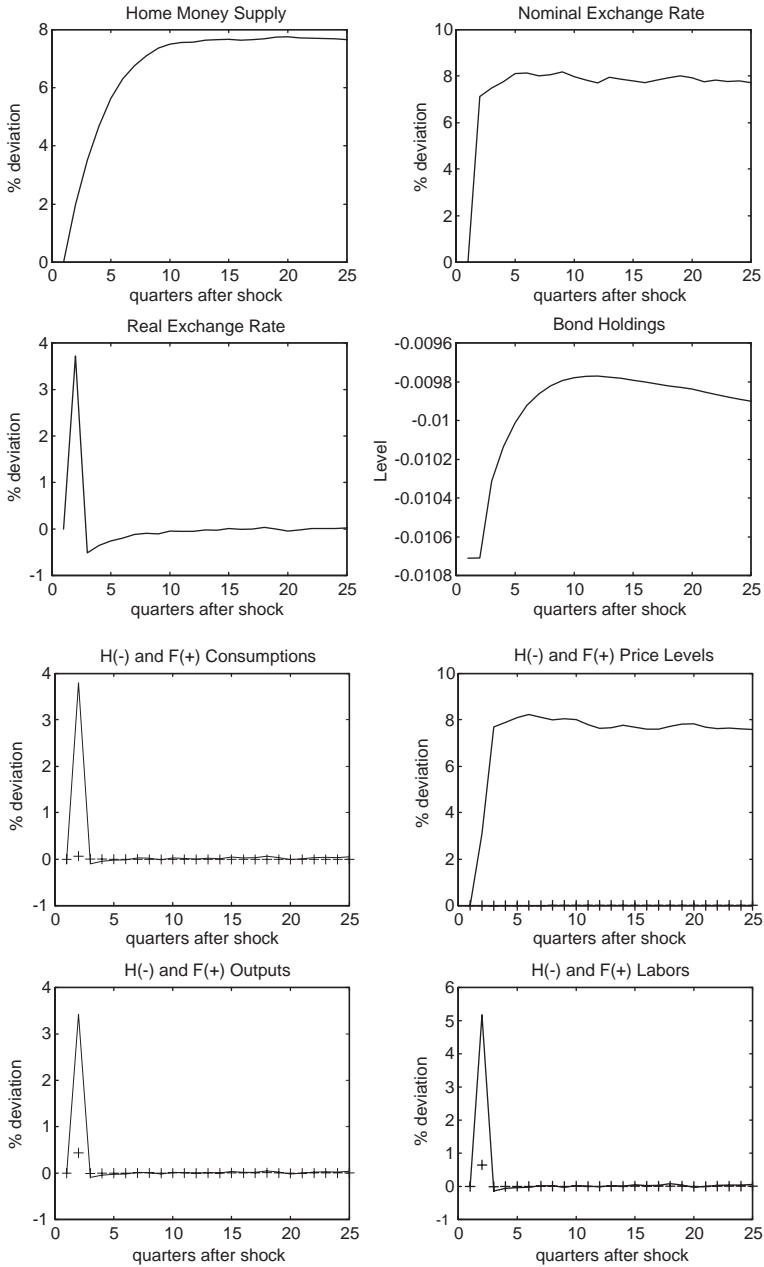 Home Money Supply
% deviation
8
6
4
2
0
0 5 10 15 20 25
quarters after shock
Nominal Exchange Rate
% deviation
10
8
6
4
2
0
0 5 10 15 20 25
quarters after shock
Real Exchange Rate
% deviation
4
3
2
1
0
-1
0 5 10 15 20 25
quarters after shock
Bond Holdings
Level
-0.0096
-0.0098
-0.01
-0.0102
-0.0104
-0.0106
-0.0108
0 5 10 15 20 25
quarters after shock
H(-) and F(+) Consumptions
% deviation
4
3
2
1
0
-1
0 5 10 15 20 25
quarters after shock
H(-) and F(+) Price Levels
% deviation
10
8
6
4
2
0
0 5 10 15 20 25
quarters after shock
H(-) and F(+) Outputs
% deviation
4
3
2
1
0
-1
0 5 10 15 20 25
quarters after shock
H(-) and F(+) Labors
% deviation
6
5
4
3
2
1
0
-1
0 5 10 15 20 25
quarters after shock